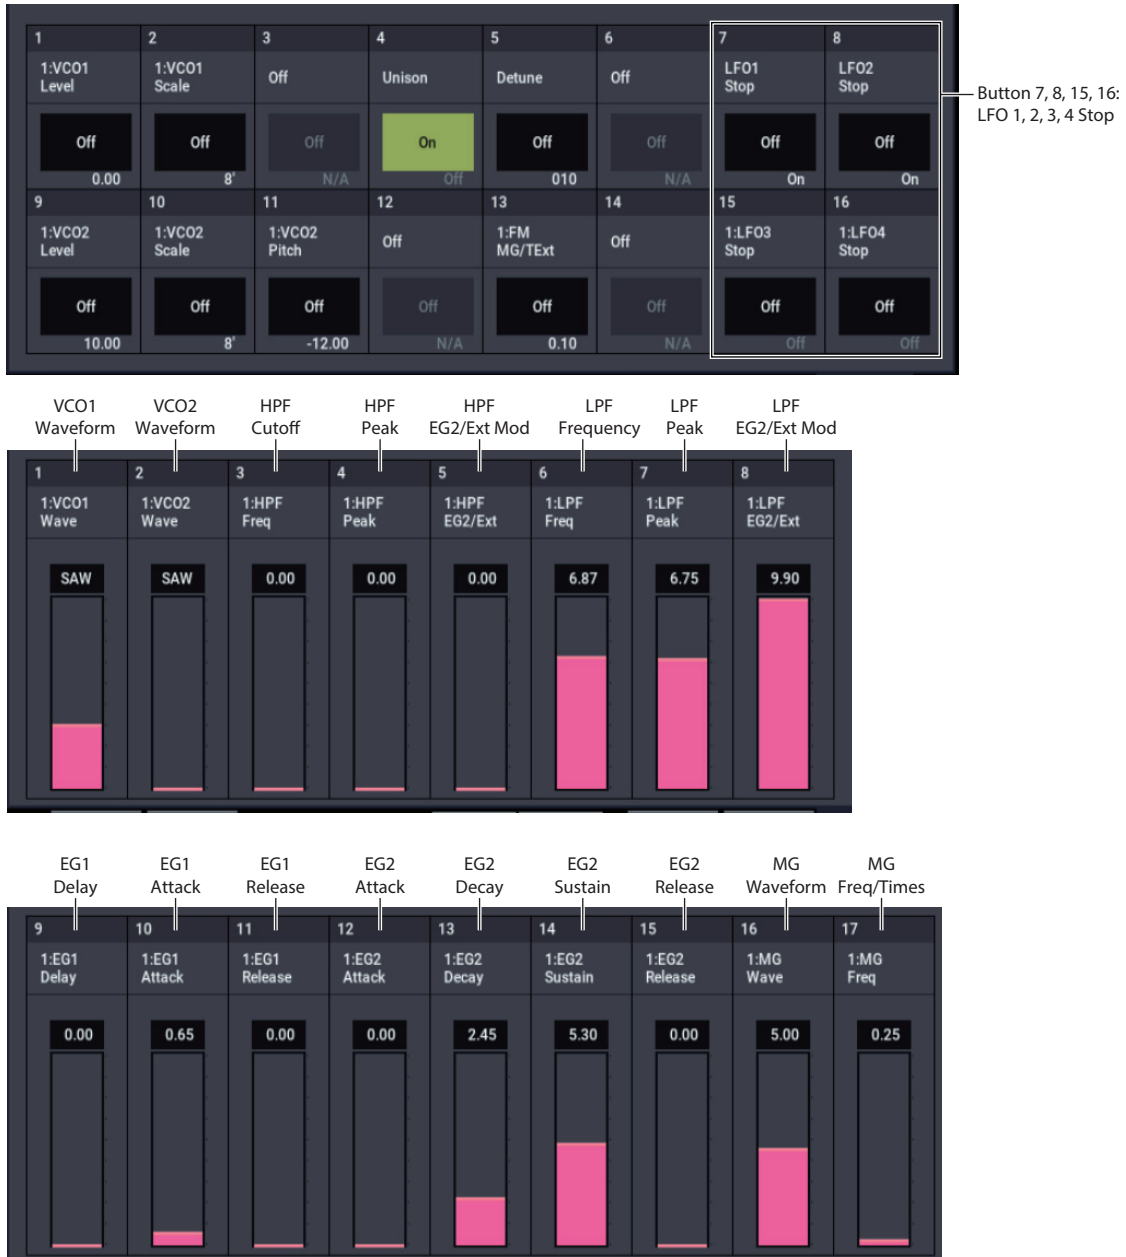 1 2 3 4 5 6 7 8
1:VCO1 Level
1:VCO1 Scale
Off
Unison
Detune
Off
LFO1 Stop
LFO2 Stop
Button 7, 8, 15, 16:
LFO 1, 2, 3, 4 Stop
Off Off Off On Off Off Off Off
0.00 8' N/A Off 010 N/A On On
9 10 11 12 13 14 15 16
1:VCO2 Level
1:VCO2 Scale
1:VCO2 Pitch
Off
1:FM MG/TExt
Off
1:LFO3 Stop
1:LFO4 Stop
Off Off Off Off Off Off Off Off
10.00 8' -12.00 N/A 0.10 N/A Off Off
VCO1 VCO2 HPF HPF HPF LPF LPF LPF
Waveform Waveform Cutoff Peak EG2/Ext Mod Frequency Peak EG2/Ext Mod
1 2 3 4 5 6 7 8
1:VCO1 1:VCO2 1:HPF 1:HPF 1:HPF 1:LPF 1:LPF 1:LPF
Wave Wave Freq Peak EG2/Ext Freq Peak EG2/Ext
SAW SAW 0.00 0.00 0.00 6.87 6.75 9.90
EG1 EG1 EG1 EG2 EG2 EG2 EG2 MG MG
Delay Attack Release Attack Decay Sustain Release Waveform Freq/Times
9 10 11 12 13 14 15 16 17
1:EG1 1:EG1 1:EG1 1:EG2 1:EG2 1:EG2 1:EG2 1:MG 1:MG
Delay Attack Release Attack Decay Sustain Release Wave Freq
0.00 0.65 0.00 0.00 2.45 5.30 0.00 5.00 0.25